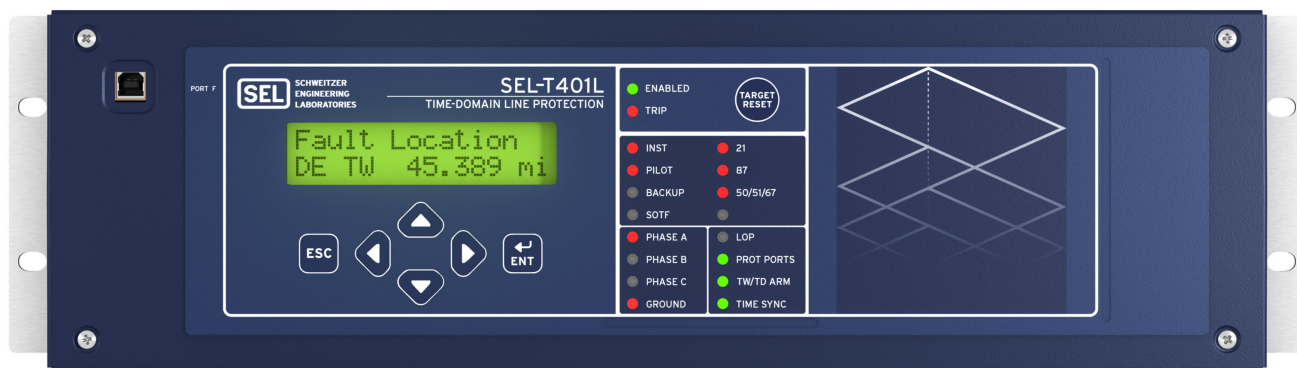 PORT F
SEL
SCHWEITZER
ENGINEERING
LABORATORIES
SEL-T401L
TIME-DOMAIN LINE PROTECTION
Fault Location
DE TW 45.389 mi
ESC
ENT
ENABLED
TRIP
TARGET
RESET
INST
21
PILOT
87
BACKUP
50/51/67
SOTF
PHASE A
LOP
PHASE B
PROT PORTS
PHASE C
TW/TD ARM
GROUND
TIME SYNC